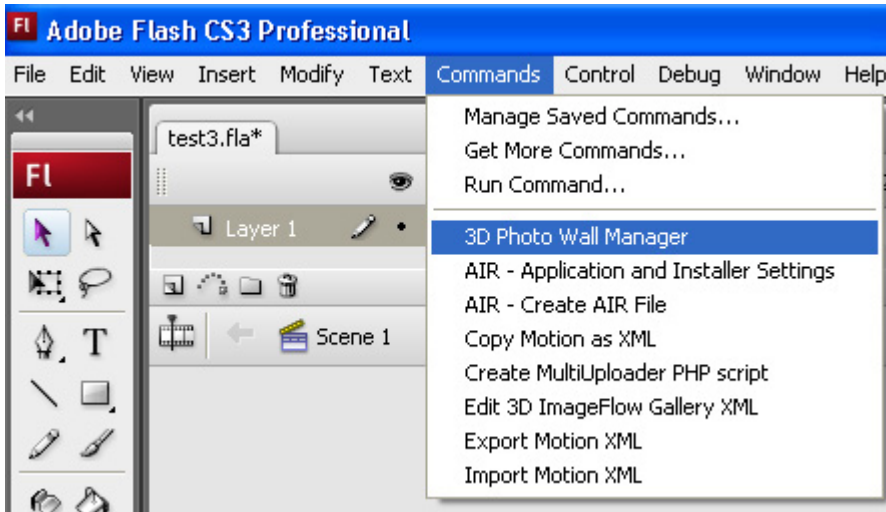 Fl Adobe Flash CS3 Professional
File Edit View Insert Modify Text Commands Control Debug Window Help
test3.fla*
Fl
Layer 1
Scene 1
T
Manage Saved Commands...
Get More Commands...
Run Command...
3D Photo Wall Manager
AIR - Application and Installer Settings
AIR - Create AIR File
Copy Motion as XML
Create MultiUploader PHP script
Edit 3D ImageFlow Gallery XML
Export Motion XML
Import Motion XML